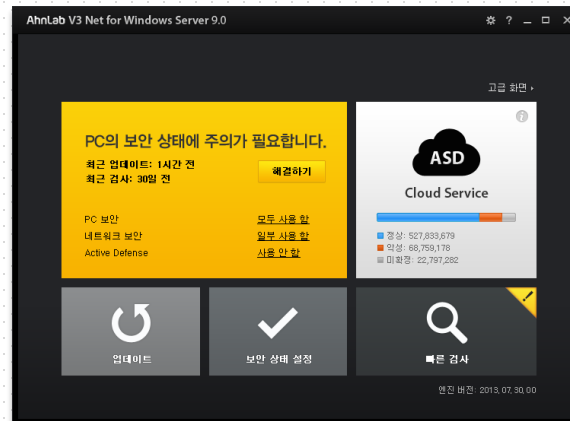 AhnLab V3 Net for Windows Server 9.0
고급 화면
PC의 보안 상태에 주의가 필요합니다.
최근 업데이트: 1시간 전
최근 검사: 30일 전
해결하기
PC 보안 모두 사용 함
네트워크 보안 일부 사용 함
Active Defense 사용 안 함
ASD
Cloud Service
정상: 527,833,679
악성: 68,759,178
미확정: 22,797,282
업데이트
보안 상태 설정
빠른 검사
엔진 버전: 2013, 07, 30, 00